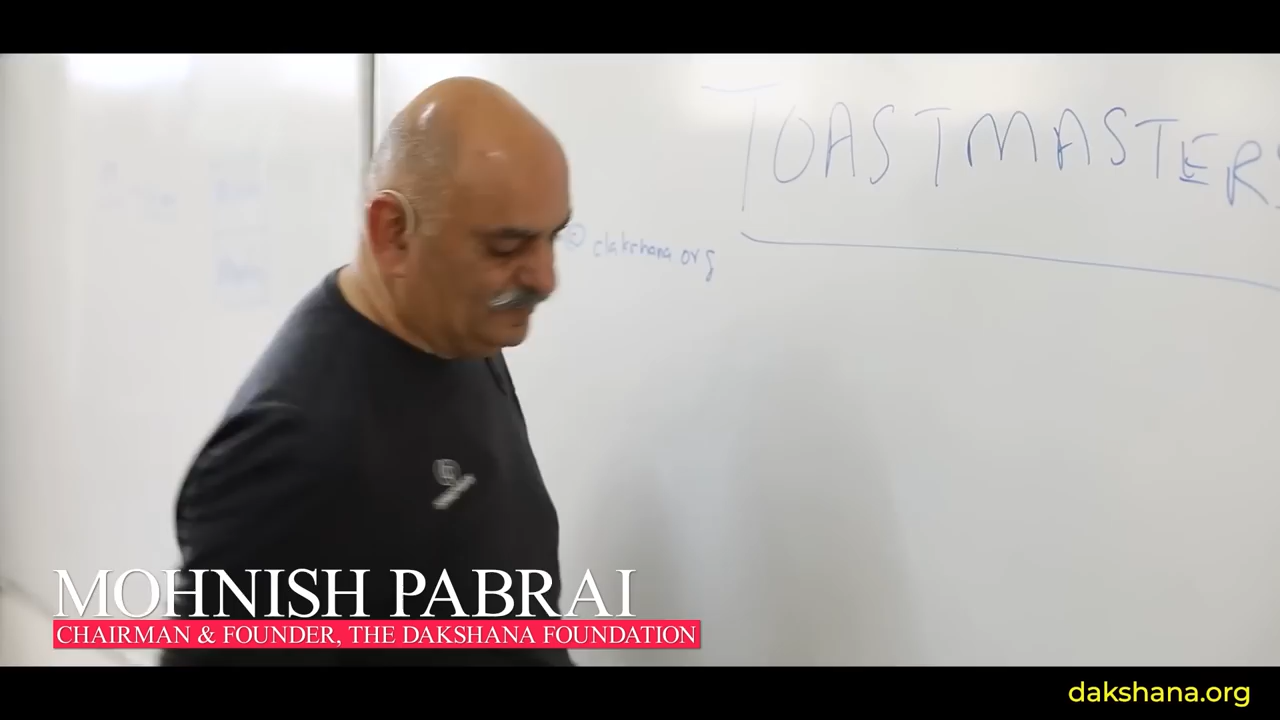 TOASTMASTERS
@ dakshana org
MOHNISH PABRAI
CHAIRMAN & FOUNDER, THE DAKSHANA FOUNDATION
dakshana.org